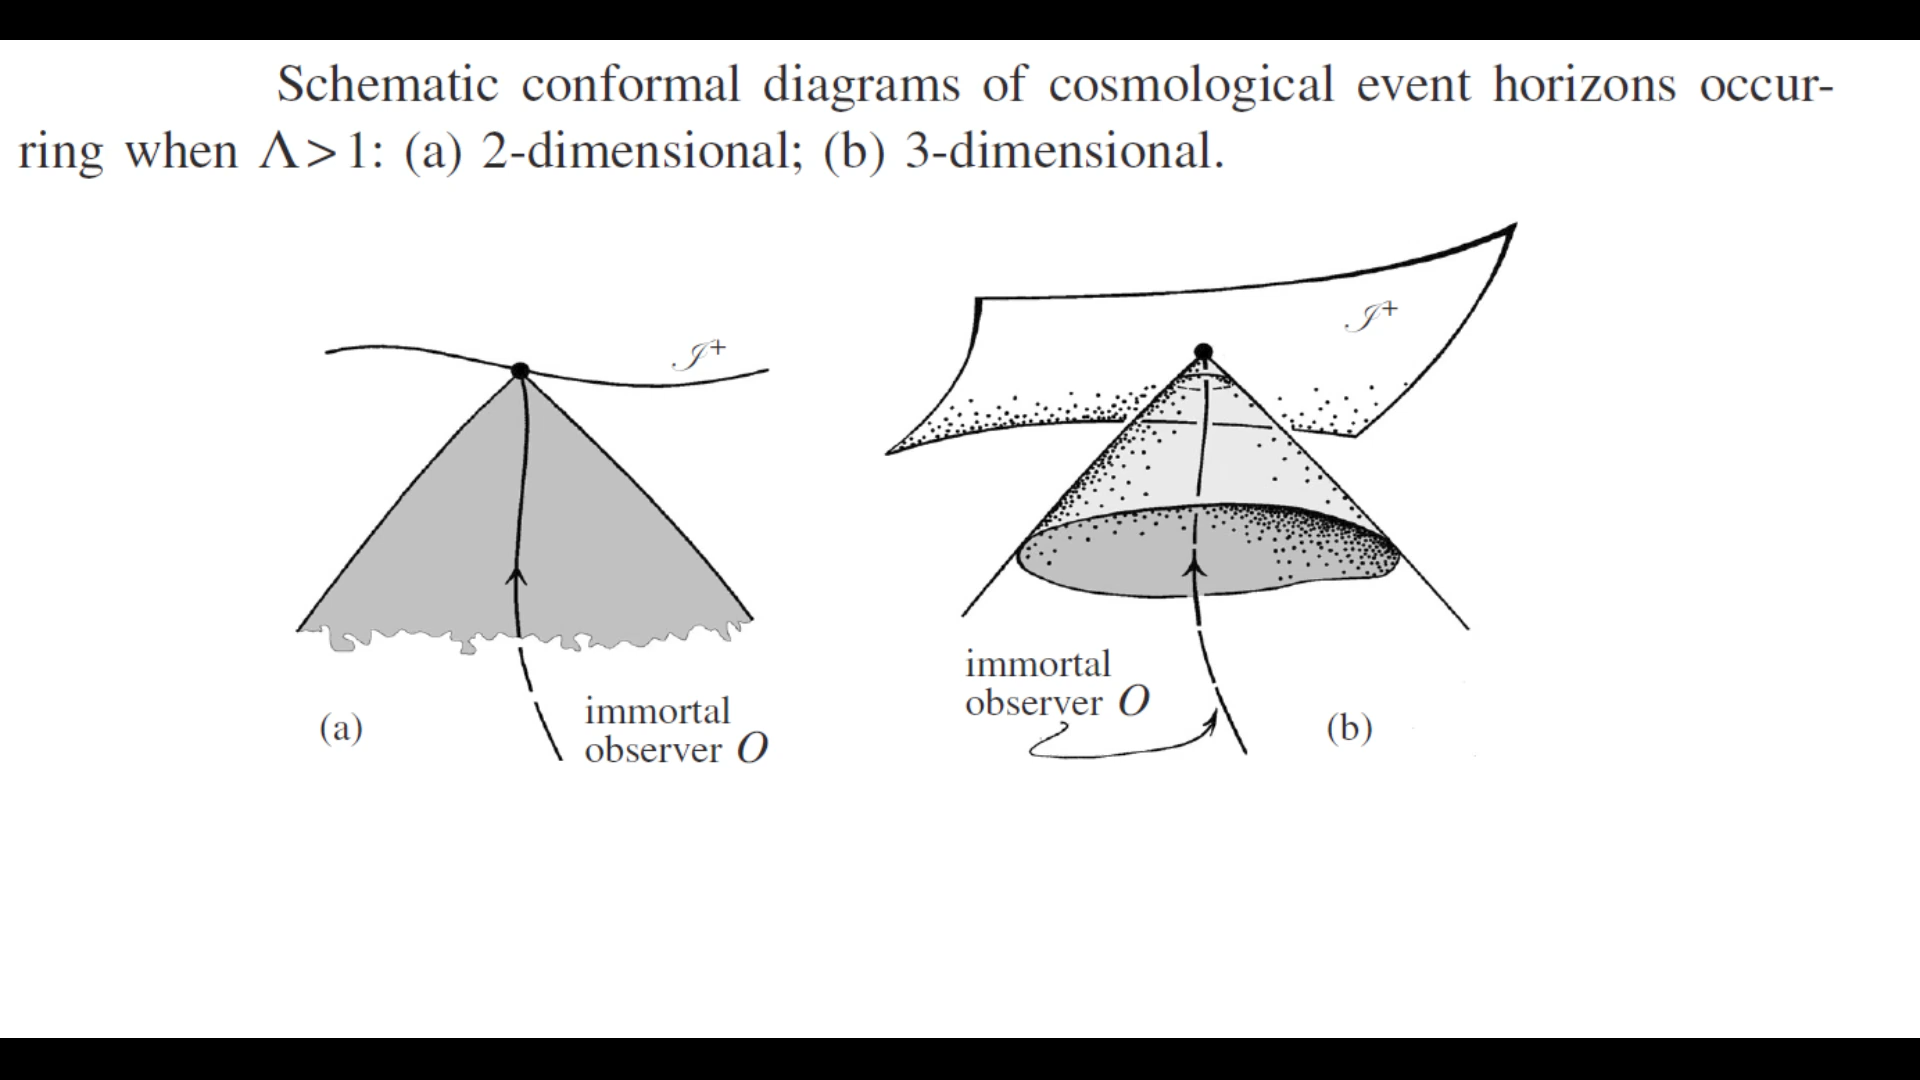 Schematic conformal diagrams of cosmological event horizons occur-
ring when Λ > 1: (a) 2-dimensional; (b) 3-dimensional.
ℐ+
ℐ+
immortal
observer O
(a)
immortal
observer O
(b)